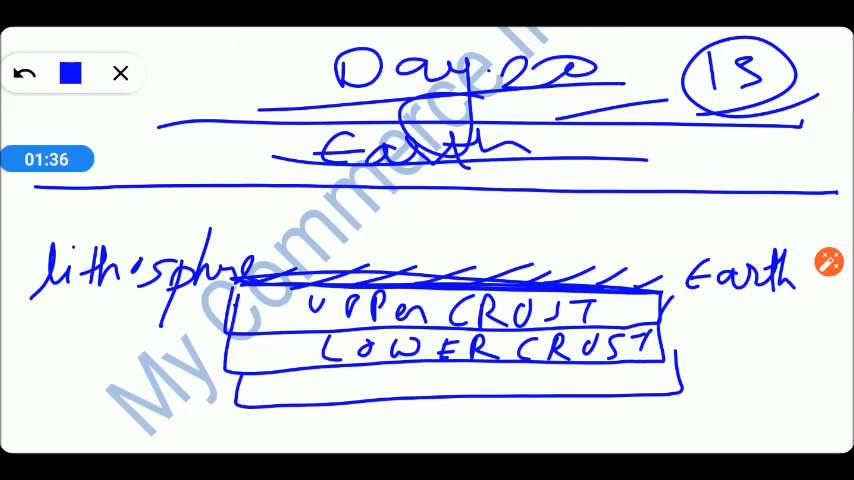 Day-20
13
Earth
01:36
lithosphere
Earth
UPPer CRUST
LOWER CRUST
My Commerce